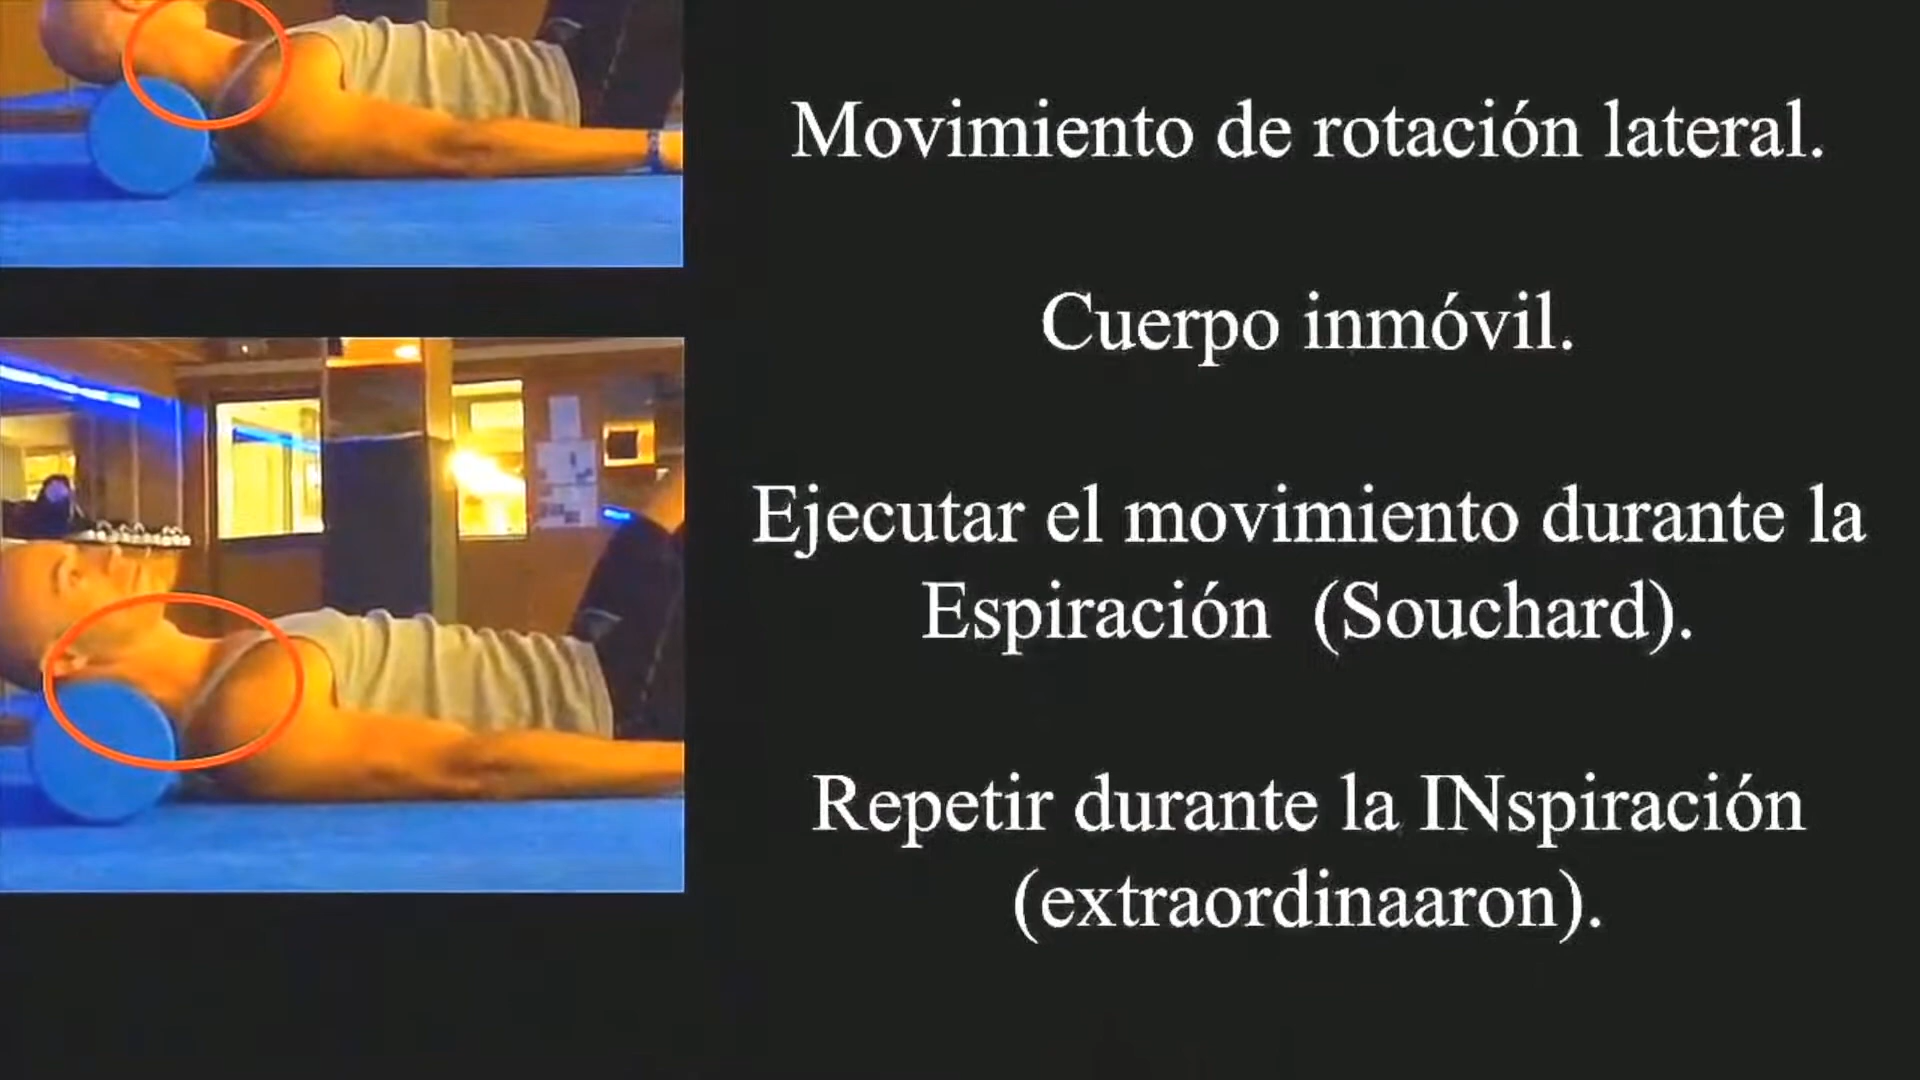 Movimiento de rotación lateral.
Cuerpo inmóvil.
Ejecutar el movimiento durante la
Espiración (Souchard).
Repetir durante la INspiración
(extraordinaaron).